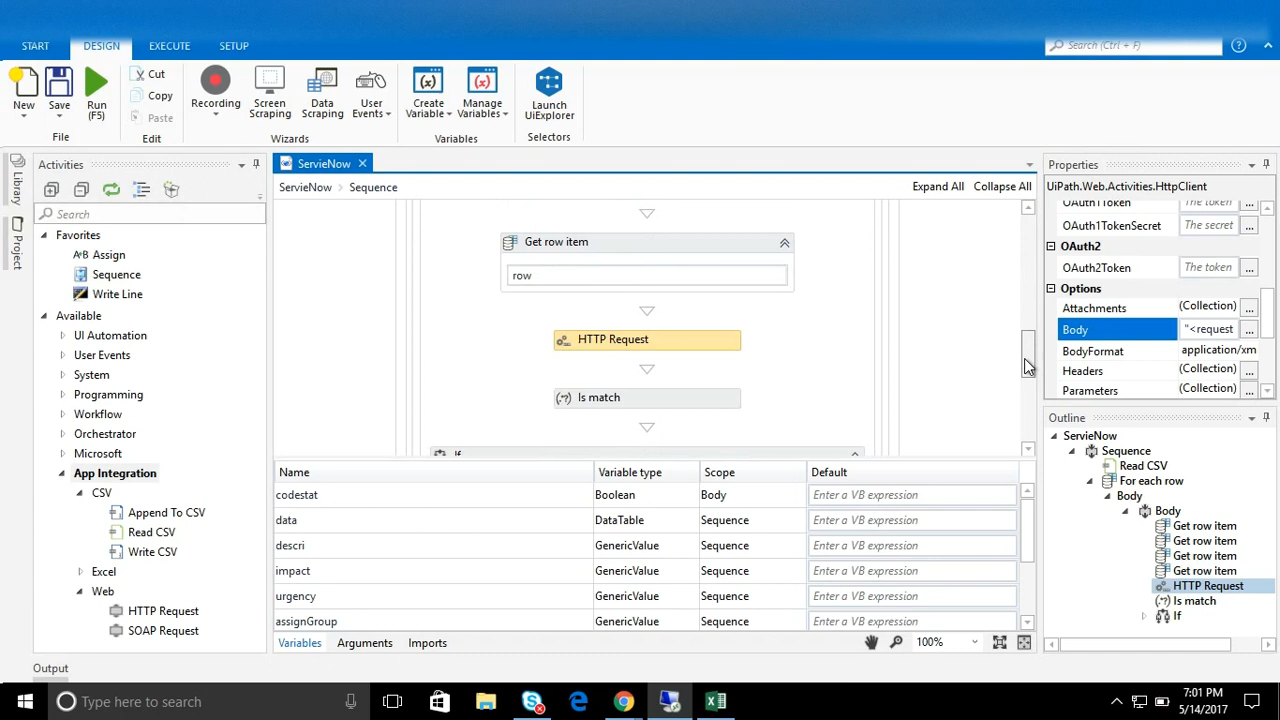 START DESIGN EXECUTE SETUP
Search (Ctrl + F)
New Save Run (F5)
Cut
Copy
Paste
Recording Screen Scraping Data Scraping User Events
Create Variable Manage Variables
Launch UiExplorer
File Edit Wizards Variables Selectors
Library
Project
Activities
Search
Favorites
Assign
Sequence
Write Line
Available
UI Automation
User Events
System
Programming
Workflow
Orchestrator
Microsoft
App Integration
CSV
Append To CSV
Read CSV
Write CSV
Excel
Web
HTTP Request
SOAP Request
Output
ServieNow
ServieNow > Sequence
Expand All Collapse All
Get row item
row
HTTP Request
Is match
If
Name Variable type Scope Default
codestat Boolean Body Enter a VB expression
data DataTable Sequence Enter a VB expression
descri GenericValue Sequence Enter a VB expression
impact GenericValue Sequence Enter a VB expression
urgency GenericValue Sequence Enter a VB expression
assignGroup GenericValue Sequence Enter a VB expression
Variables Arguments Imports
100%
Properties
UiPath.Web.Activities.HttpClient
OAuth1Token The token ...
OAuth1TokenSecret The secret ...
OAuth2
OAuth2Token The token ...
Options
Attachments (Collection) ...
Body "<request ...
BodyFormat application/xm
Headers (Collection) ...
Parameters (Collection) ...
Outline
ServieNow
Sequence
Read CSV
For each row
Body
Body
Get row item
Get row item
Get row item
Get row item
HTTP Request
Is match
If
Type here to search
7:01 PM
5/14/2017